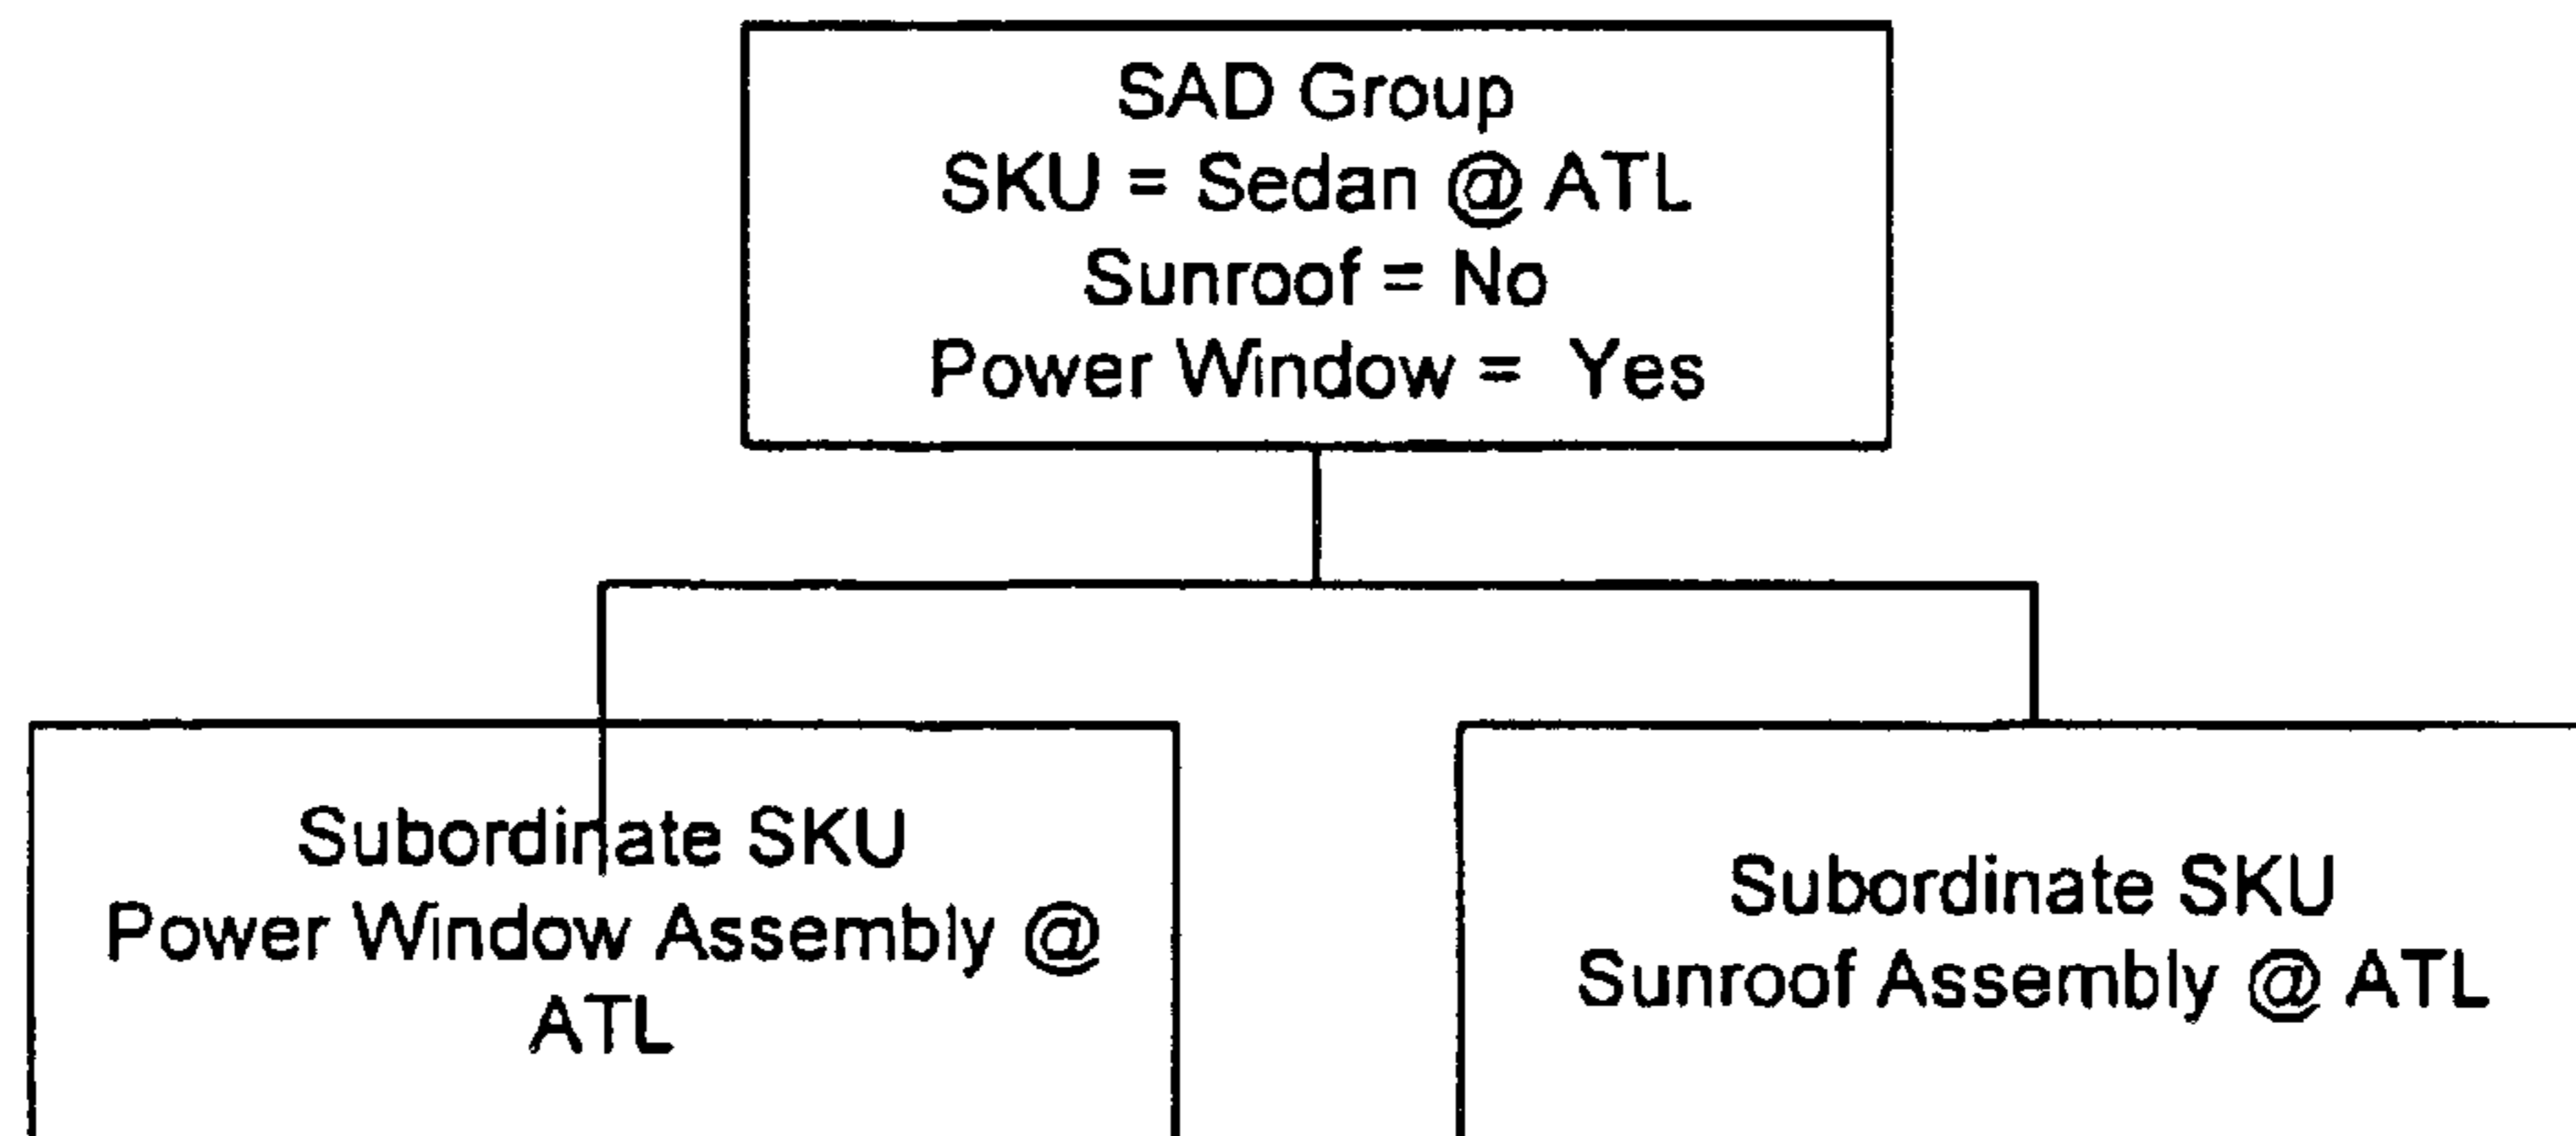 SAD Group
SKU = Sedan @ ATL
Sunroof = No
Power Window = Yes
Subordinate SKU
Power Window Assembly @
ATL
Subordinate SKU
Sunroof Assembly @ ATL